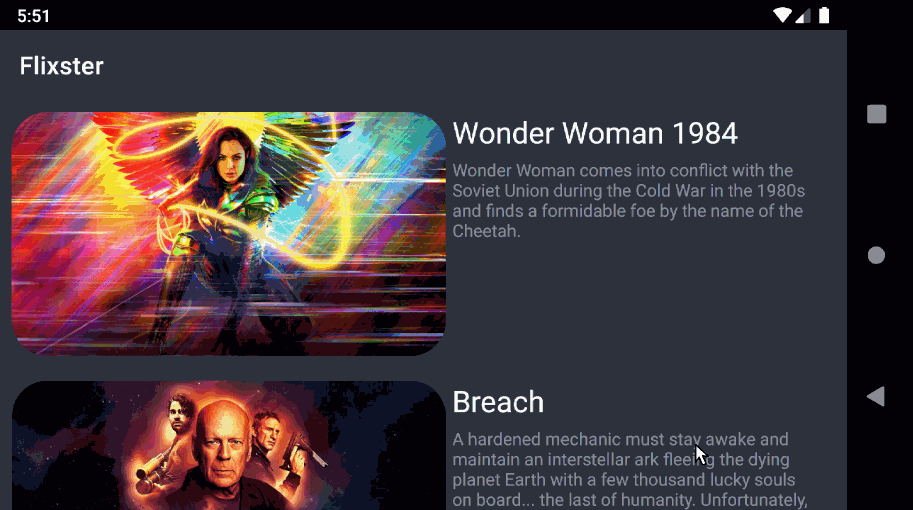 5:51
Flixster
Wonder Woman 1984
Wonder Woman comes into conflict with the
Soviet Union during the Cold War in the 1980s
and finds a formidable foe by the name of the
Cheetah.
Breach
A hardened mechanic must stay awake and
maintain an interstellar ark fleeing the dying
planet Earth with a few thousand lucky souls
on board... the last of humanity. Unfortunately,